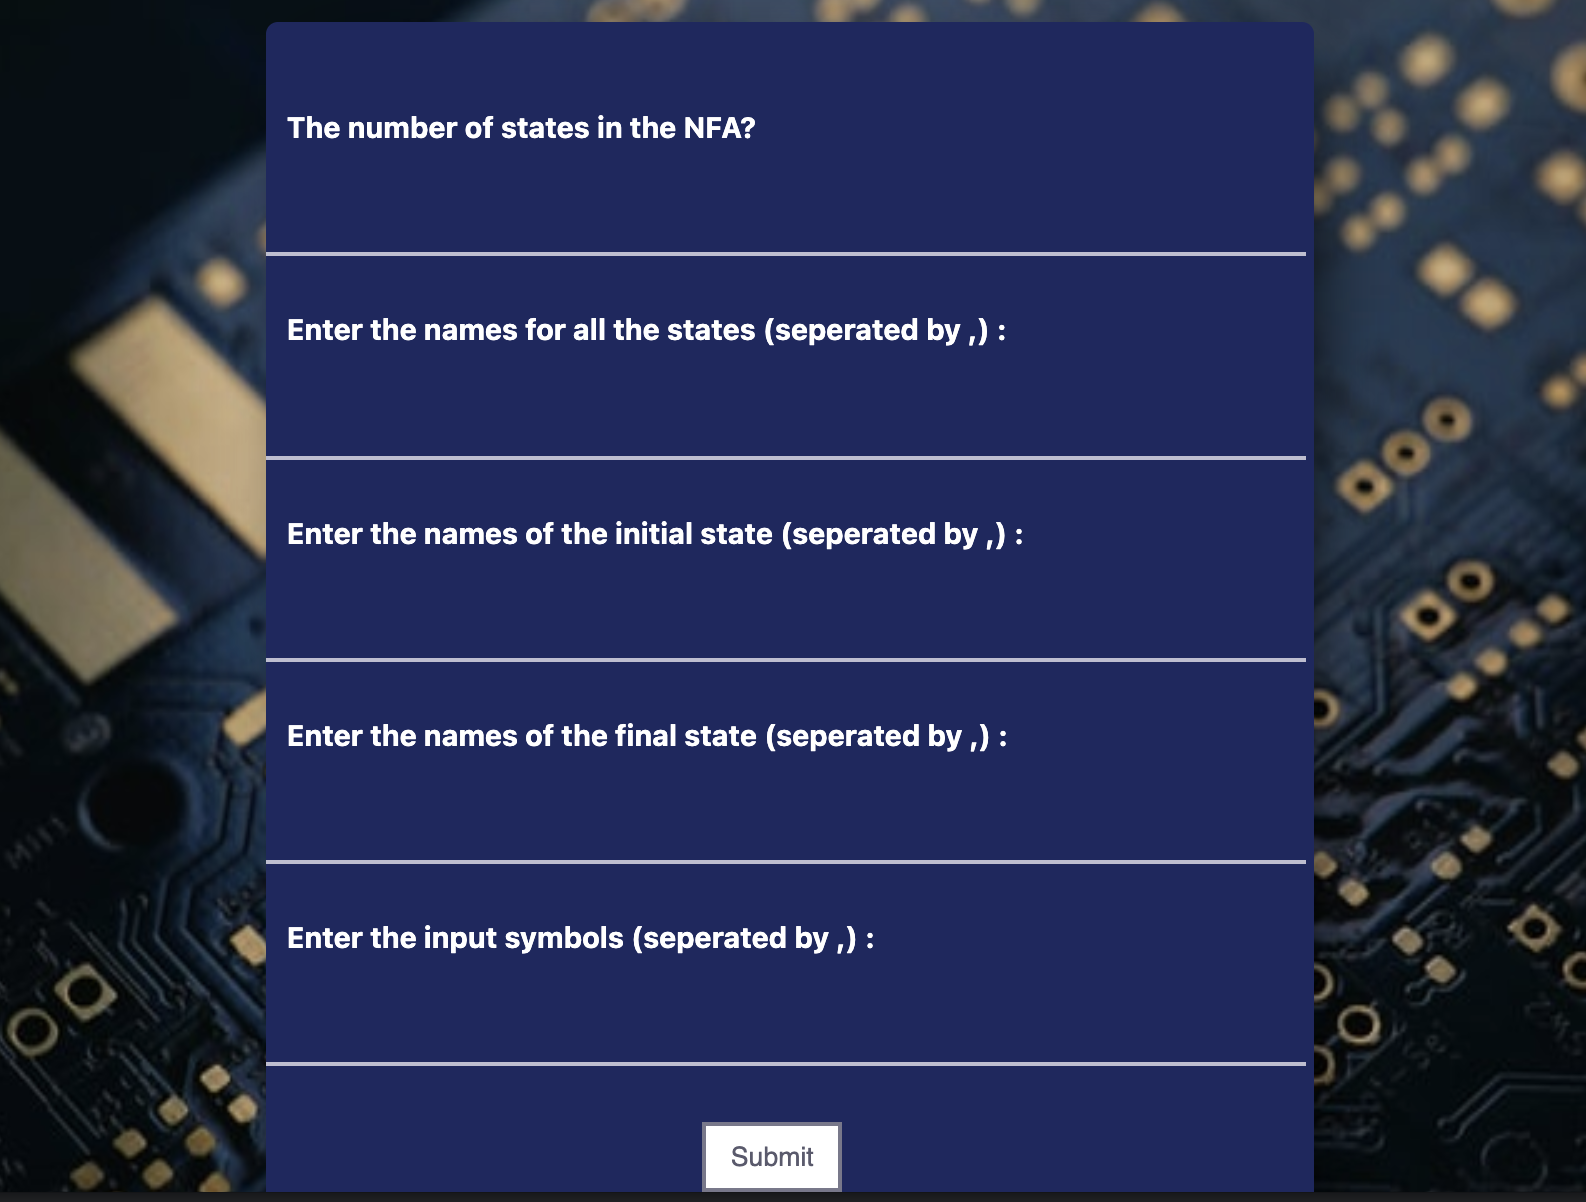 The number of states in the NFA?
Enter the names for all the states (seperated by ,) :
Enter the names of the initial state (seperated by ,) :
Enter the names of the final state (seperated by ,) :
Enter the input symbols (seperated by ,) :
Submit